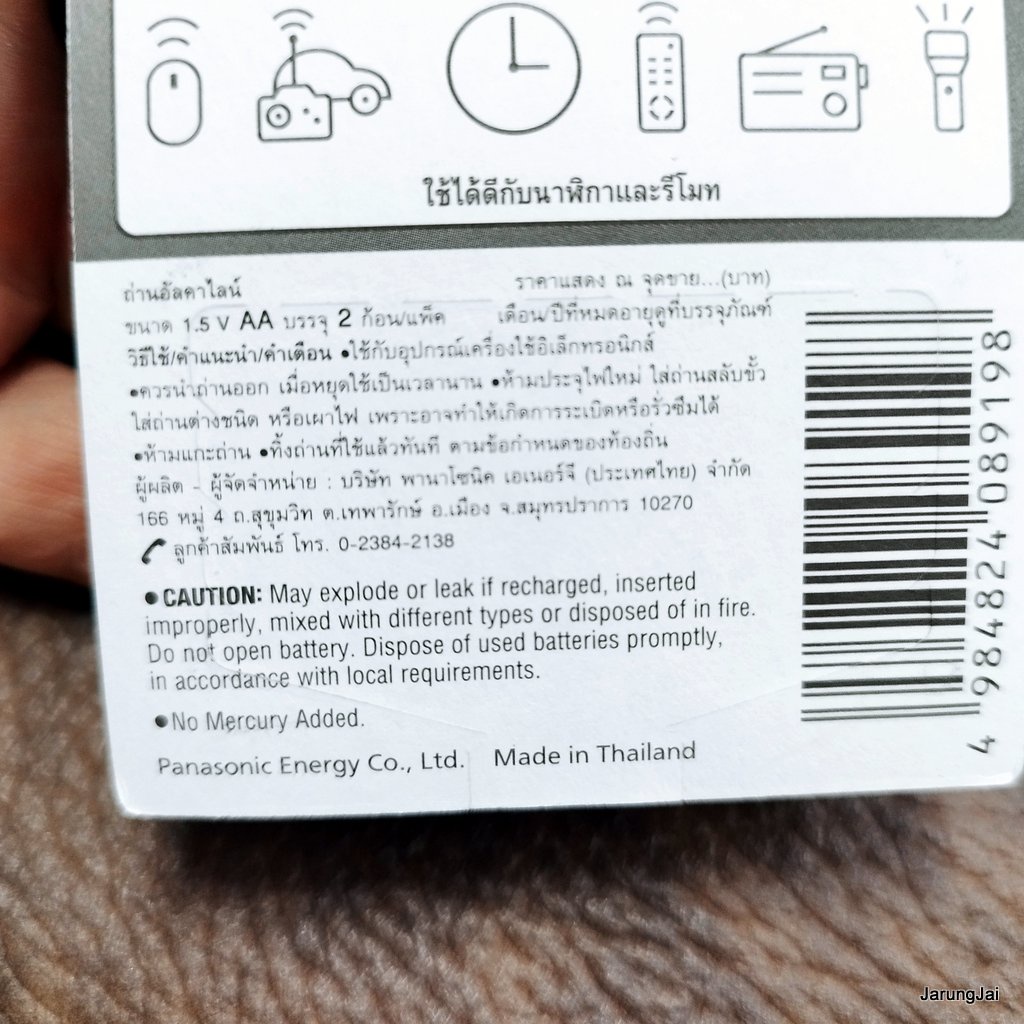 ใช้ได้ดีกับนาฬิกาและรีโมท
ถ่านอัลคาไลน์ ราคาแสดง ณ จุดขาย...(บาท)
ขนาด 1.5 V AA บรรจุ 2 ก้อน/แพ็ค เดือน/ปีที่หมดอายุดูที่บรรจุภัณฑ์
วิธีใช้/คำแนะนำ/คำเตือน •ใช้กับอุปกรณ์เครื่องใช้อิเล็กทรอนิกส์
•ควรนำถ่านออก เมื่อหยุดใช้เป็นเวลานาน •ห้ามประจุไฟใหม่ ใส่ถ่านสลับขั้ว
ใส่ถ่านต่างชนิด หรือเผาไฟ เพราะอาจทำให้เกิดการระเบิดหรือรั่วซึมได้
•ห้ามแกะถ่าน •ทิ้งถ่านที่ใช้แล้วทันที ตามข้อกำหนดของท้องถิ่น
ผู้ผลิต - ผู้จัดจำหน่าย : บริษัท พานาโซนิค เอเนอร์จี (ประเทศไทย) จำกัด
166 หมู่ 4 ถ.สุขุมวิท ต.เทพารักษ์ อ.เมือง จ.สมุทรปราการ 10270
ลูกค้าสัมพันธ์ โทร. 0-2384-2138
•CAUTION: May explode or leak if recharged, inserted
improperly, mixed with different types or disposed of in fire.
Do not open battery. Dispose of used batteries promptly,
in accordance with local requirements.
•No Mercury Added.
Panasonic Energy Co., Ltd. Made in Thailand
4 984824 089198
JarungJai